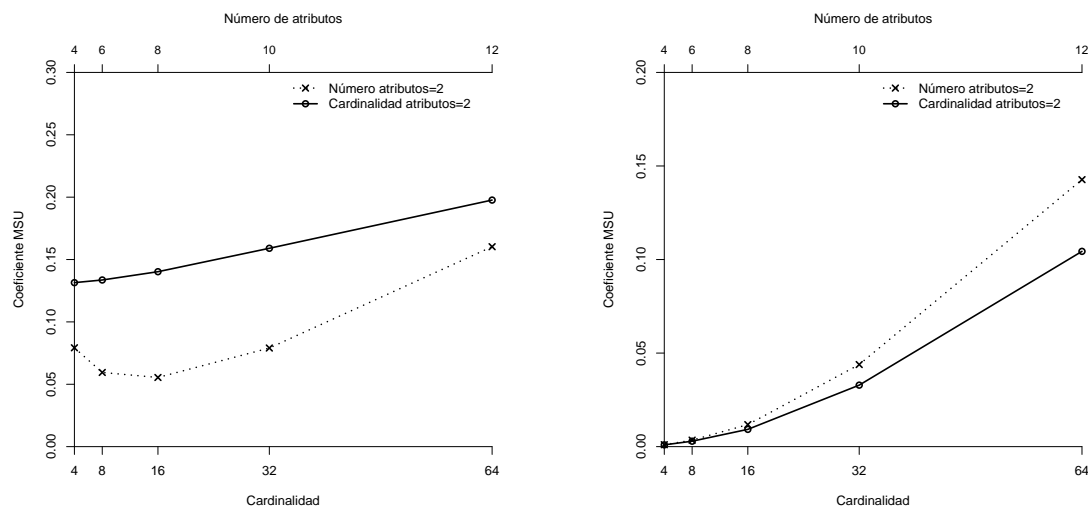 Número de atributos
4 6 8 10 12
0.00 0.05 0.10 0.15 0.20 0.25 0.30
Coeficiente MSU
Número atributos=2
Cardinalidad atributos=2
4 8 16 32 64
Cardinalidad
Número de atributos
4 6 8 10 12
0.00 0.05 0.10 0.15 0.20
Coeficiente MSU
Número atributos=2
Cardinalidad atributos=2
4 8 16 32 64
Cardinalidad